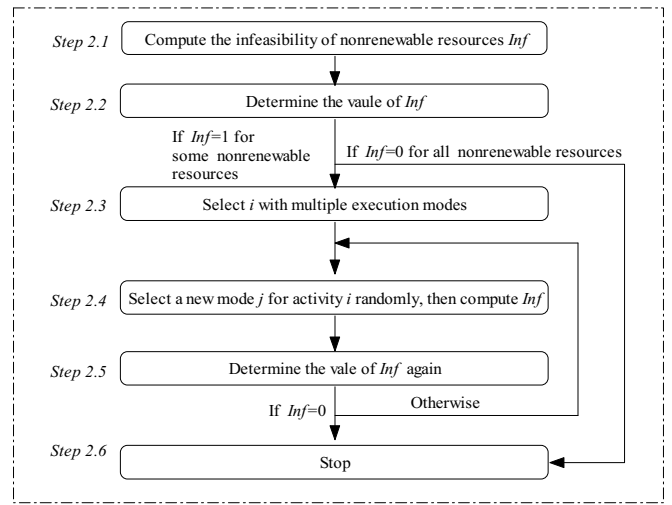 Step 2.1
Compute the infeasibility of nonrenewable resources Inf
Step 2.2
Determine the vaule of Inf
If Inf=1 for
some nonrenewable
resources
If Inf=0 for all nonrenewable resources
Step 2.3
Select i with multiple execution modes
Step 2.4
Select a new mode j for activity i randomly, then compute Inf
Step 2.5
Determine the vale of Inf again
If Inf=0
Otherwise
Step 2.6
Stop